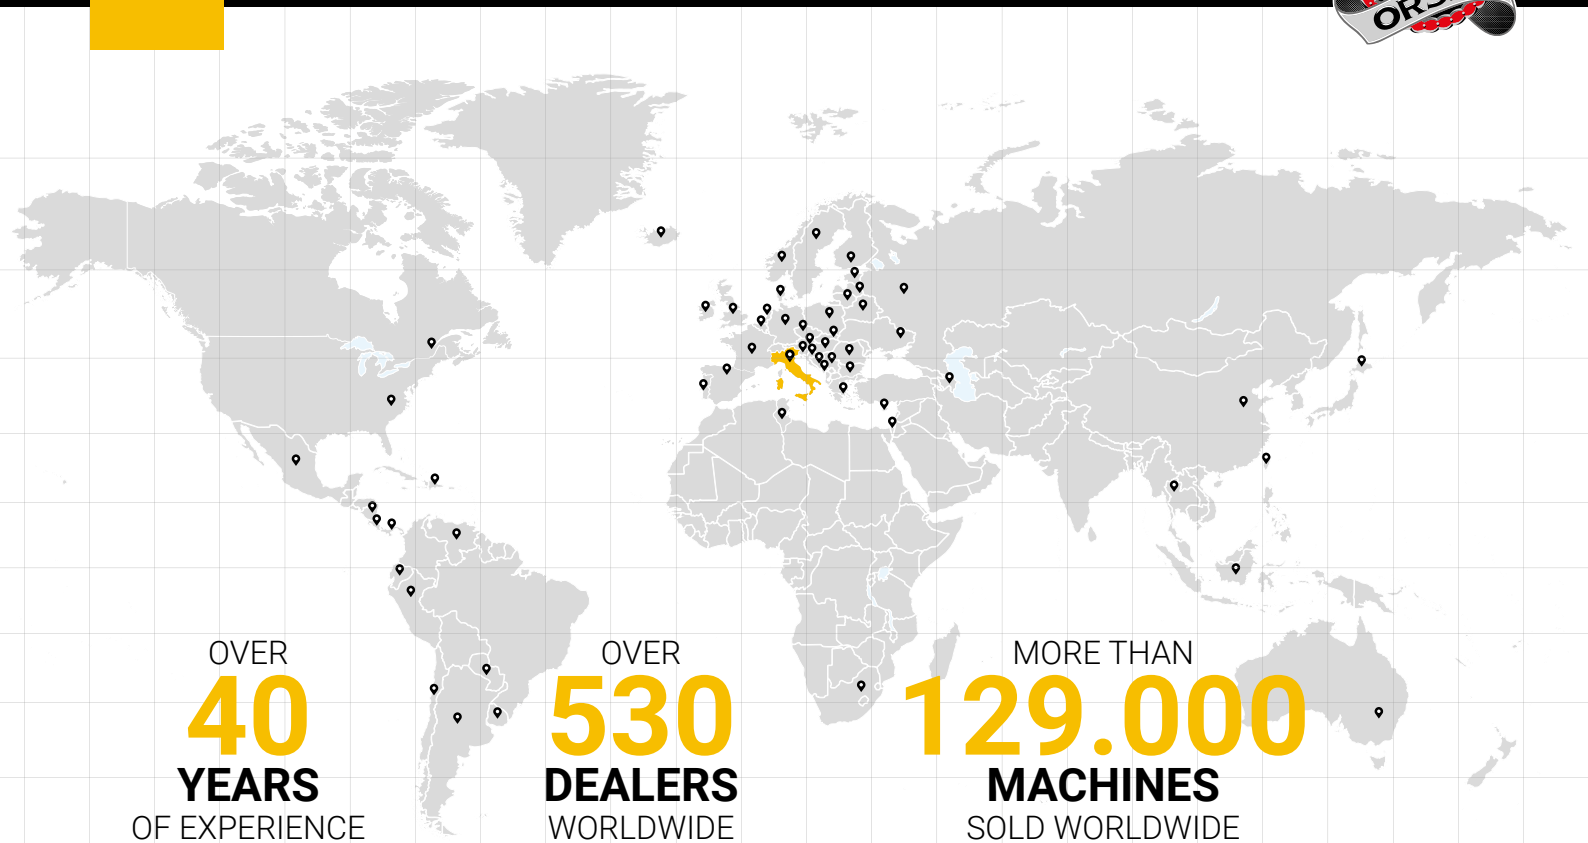 OVER
40
YEARS
OF EXPERIENCE
OVER
530
DEALERS
WORLDWIDE
MORE THAN
129.000
MACHINES
SOLD WORLDWIDE